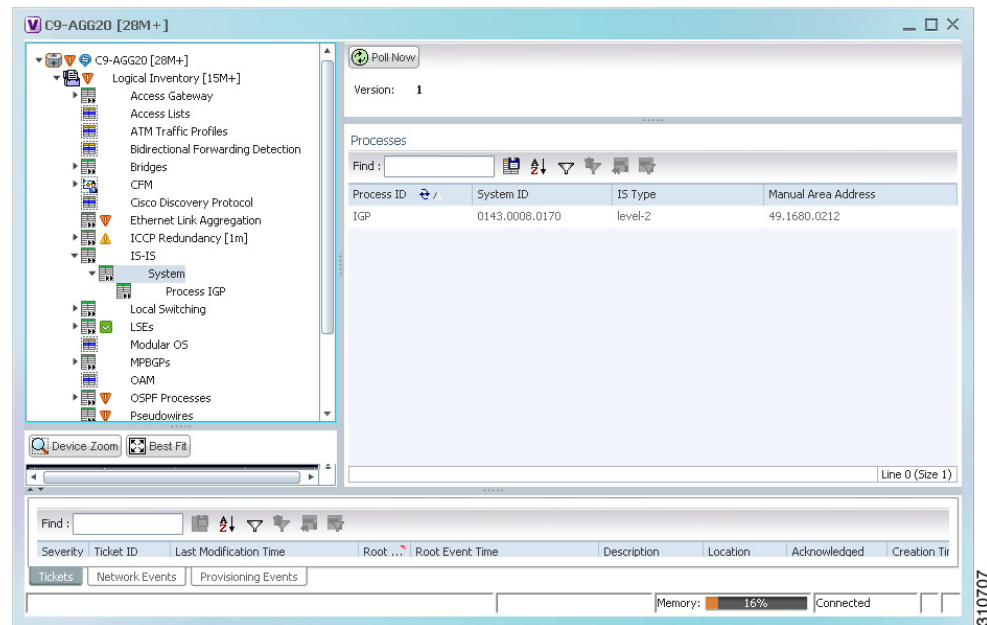 C9-AGG20 [28M+]
C9-AGG20 [28M+]
Logical Inventory [15M+]
Access Gateway
Access Lists
ATM Traffic Profiles
Bidirectional Forwarding Detection
Bridges
CFM
Cisco Discovery Protocol
Ethernet Link Aggregation
ICCP Redundancy [1m]
IS-IS
System
Process IGP
Local Switching
LSEs
Modular OS
MPBGPs
OAM
OSPF Processes
Pseudowires
Device Zoom Best Fit
Poll Now
Version: 1
Processes
Find :
Process ID System ID IS Type Manual Area Address
IGP 0143.0008.0170 level-2 49.1680.0212
Line 0 (Size 1)
Find :
Severity Ticket ID Last Modification Time Root ... Root Event Time Description Location Acknowledged Creation Tir
Tickets Network Events Provisioning Events
Memory: 16% Connected
310707